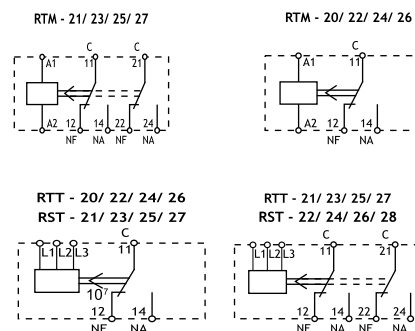 RTM - 21/ 23/ 25/ 27
C
A1 11 21
A2 12 14 22 24
NF NA NF NA
RTM - 20/ 22/ 24/ 26
C
A1 11
A2 12 14
NF NA
RTT - 20/ 22/ 24/ 26
RST - 21/ 23/ 25/ 27
C
L1 L2 L3 11
10⁷
12 14
NF NA
RTT - 21/ 23/ 25/ 27
RST - 22/ 24/ 26/ 28
C C
L1 L2 L3 11 21
12 14 22 24
NF NA NF NA